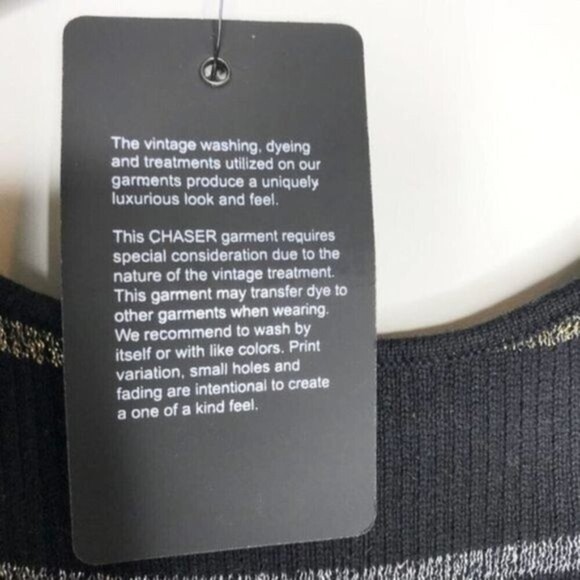 The vintage washing, dyeing
and treatments utilized on our
garments produce a uniquely
luxurious look and feel.
This CHASER garment requires
special consideration due to the
nature of the vintage treatment.
This garment may transfer dye to
other garments when wearing.
We recommend to wash by
itself or with like colors. Print
variation, small holes and
fading are intentional to create
a one of a kind feel.